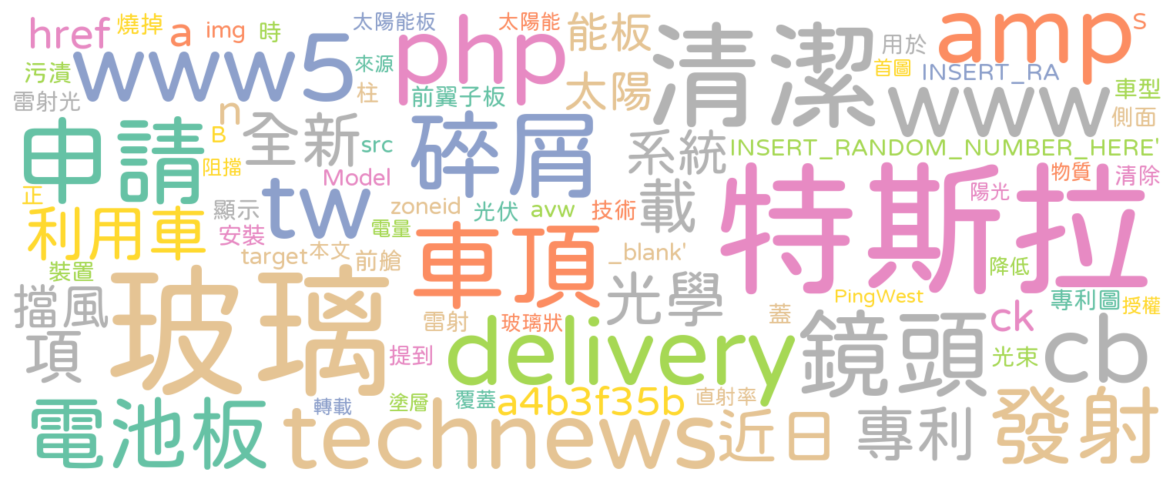 href
燒掉
a
img
時
太陽能板
太陽能
能板
amp
s
www5
php
清潔
用於
首圖
INSERT_RA
車型
污漬
來源
柱
前翼子板
太陽
www
側面
雷射光
n
B
全新
src
碎屑
系統
INSERT_RANDOM_NUMBER_HERE'
申請
阻擋
Model
物質
清除
正
tw
zoneid
光伏
avw
技術
載
特斯拉
陽光
利用車
顯示
安裝
電量
target
本文
前艙
車頂
_blank'
降低
裝置
玻璃
光學
PingWest
專利圖
授權
擋風
雷射
玻璃狀
蓋
ck
項
提到
delivery
鏡頭
光束
cb
電池板
轉載
塗層
覆蓋
a4b3f35b
直射率
technews
近日
專利
發射